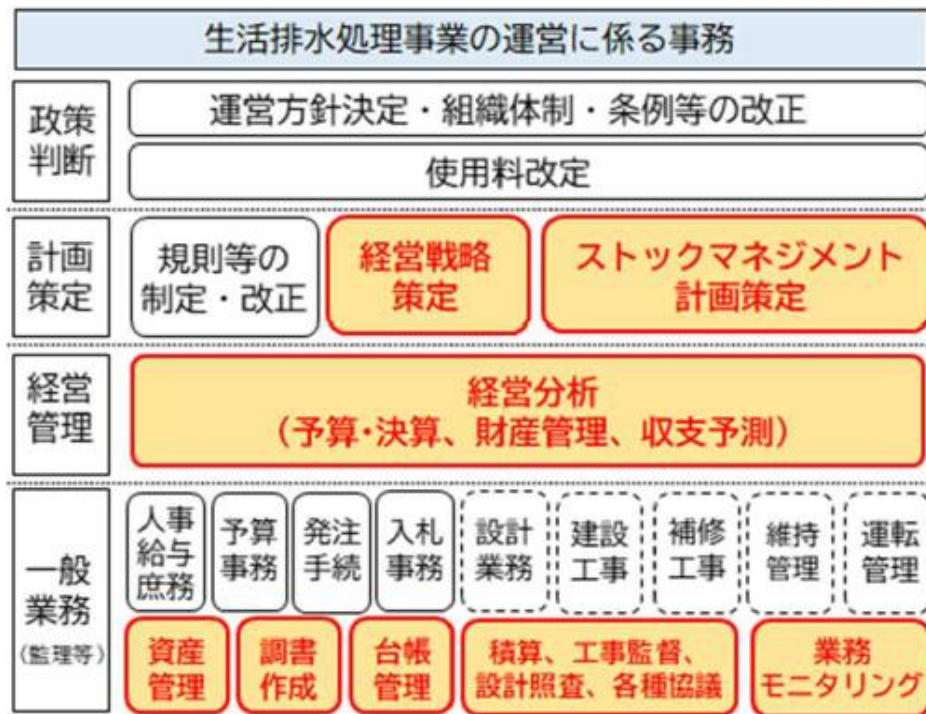 生活排水処理事業の運営に係る事務
政策
判断
運営方針決定・組織体制・条例等の改正
使用料改定
計画
策定
規則等の
制定・改正
経営戦略
策定
ストックマネジメント
計画策定
経営
管理
経営分析
(予算・決算、財産管理、収支予測)
一般
業務
(監理等)
人事
給与
庶務
予算
事務
発注
手続
入札
事務
設計
業務
建設
工事
補修
工事
維持
管理
運転
管理
資産
管理
調書
作成
台帳
管理
積算、工事監督、
設計照査、各種協議
業務
モニタリング